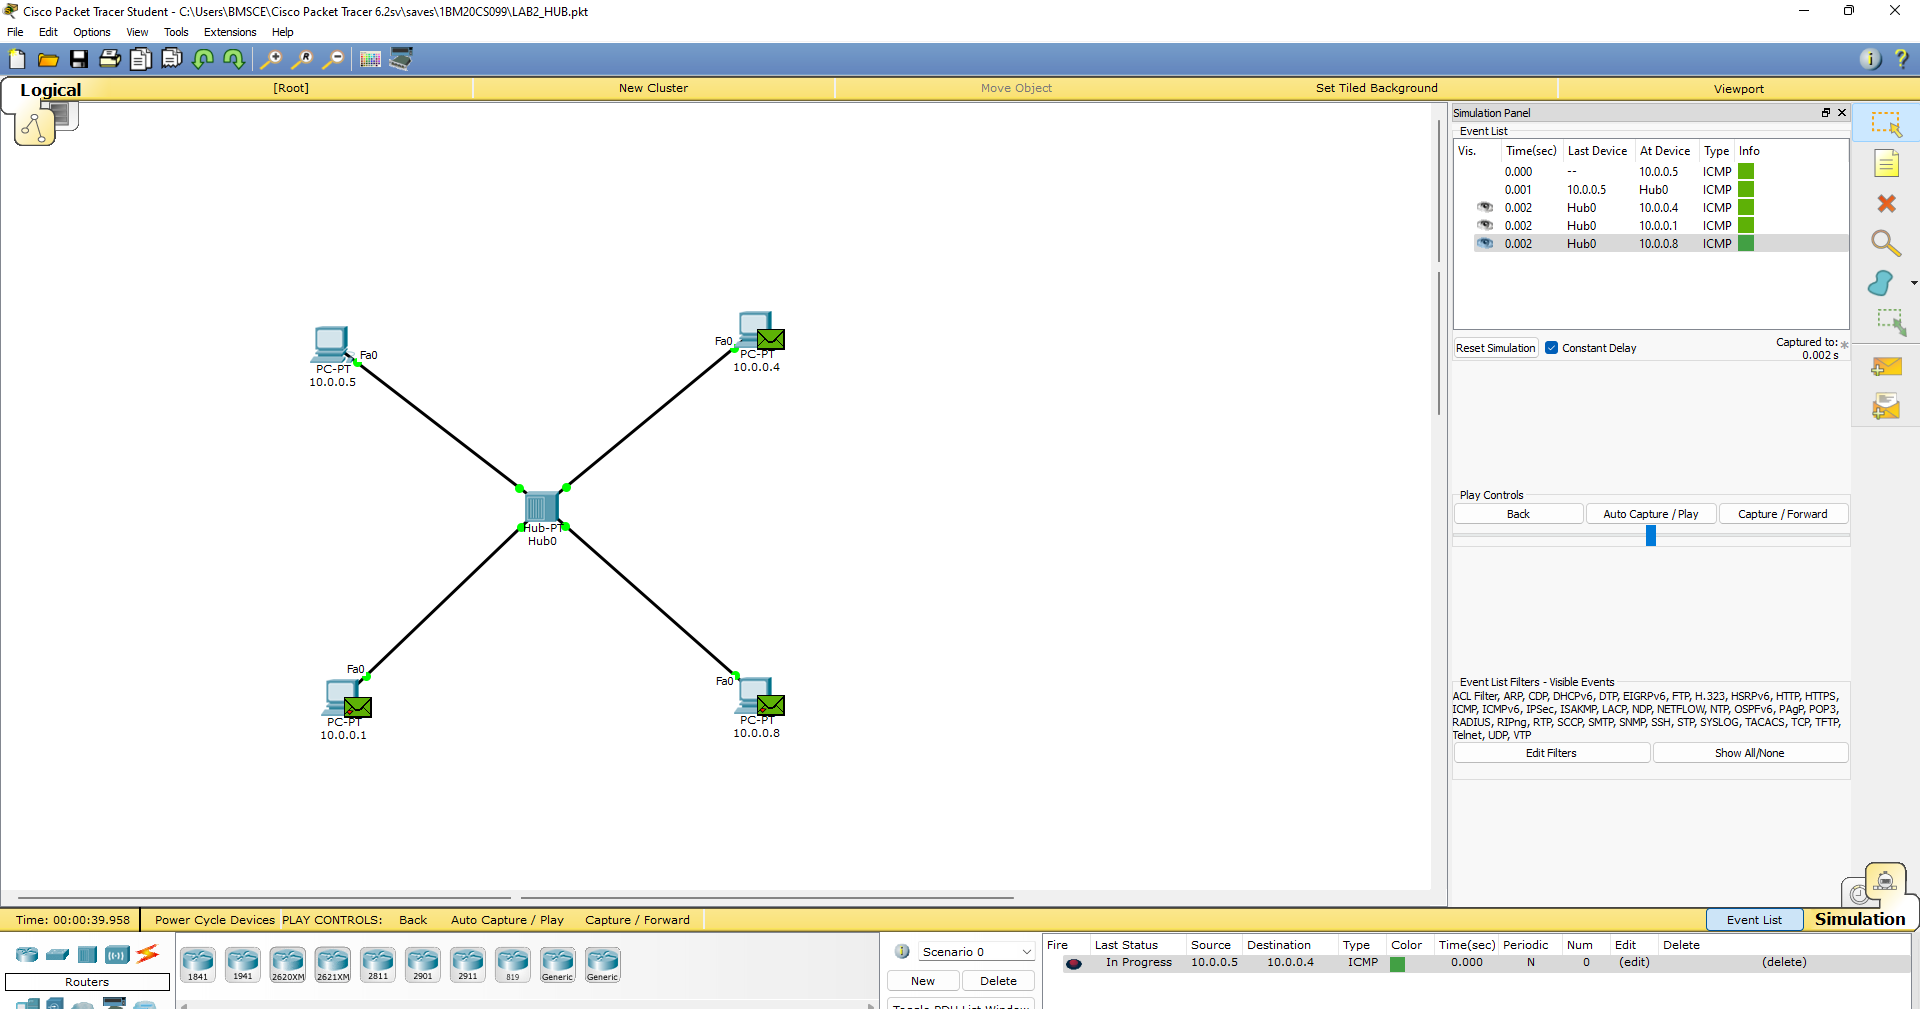 Cisco Packet Tracer Student - C:\Users\BMSCE\Cisco Packet Tracer 6.2sv\saves\1BM20CS099\LAB2_HUB.pkt
File Edit Options View Tools Extensions Help
Logical [Root] New Cluster Move Object Set Tiled Background Viewport
Simulation Panel
Event List
Vis. Time(sec) Last Device At Device Type Info
0.000 -- 10.0.0.5 ICMP
0.001 10.0.0.5 Hub0 ICMP
0.002 Hub0 10.0.0.4 ICMP
0.002 Hub0 10.0.0.1 ICMP
0.002 Hub0 10.0.0.8 ICMP
Reset Simulation Constant Delay Captured to: *
0.002 s
Fa0
PC-PT
10.0.0.5
Fa0
PC-PT
10.0.0.4
Hub-PT
Hub0
Fa0
PC-PT
10.0.0.1
Fa0
PC-PT
10.0.0.8
Play Controls
Back Auto Capture / Play Capture / Forward
Event List Filters - Visible Events
ACL Filter, ARP, CDP, DHCPv6, DTP, EIGRPv6, FTP, H.323, HSRPv6, HTTP, HTTPS,
ICMP, ICMPv6, IPSec, ISAKMP, LACP, NDP, NETFLOW, NTP, OSPFv6, PAgP, POP3,
RADIUS, RIPng, RTP, SCCP, SMTP, SNMP, SSH, STP, SYSLOG, TACACS, TCP, TFTP,
Telnet, UDP, VTP
Edit Filters Show All/None
Time: 00:00:39.958 Power Cycle Devices PLAY CONTROLS: Back Auto Capture / Play Capture / Forward Event List Simulation
Routers
1841 1941 2620XM 2621XM 2811 2901 2911 819 Generic Generic
Scenario 0
New Delete
Toggle PDU List Window
Fire Last Status Source Destination Type Color Time(sec) Periodic Num Edit Delete
In Progress 10.0.0.5 10.0.0.4 ICMP 0.000 N 0 (edit) (delete)